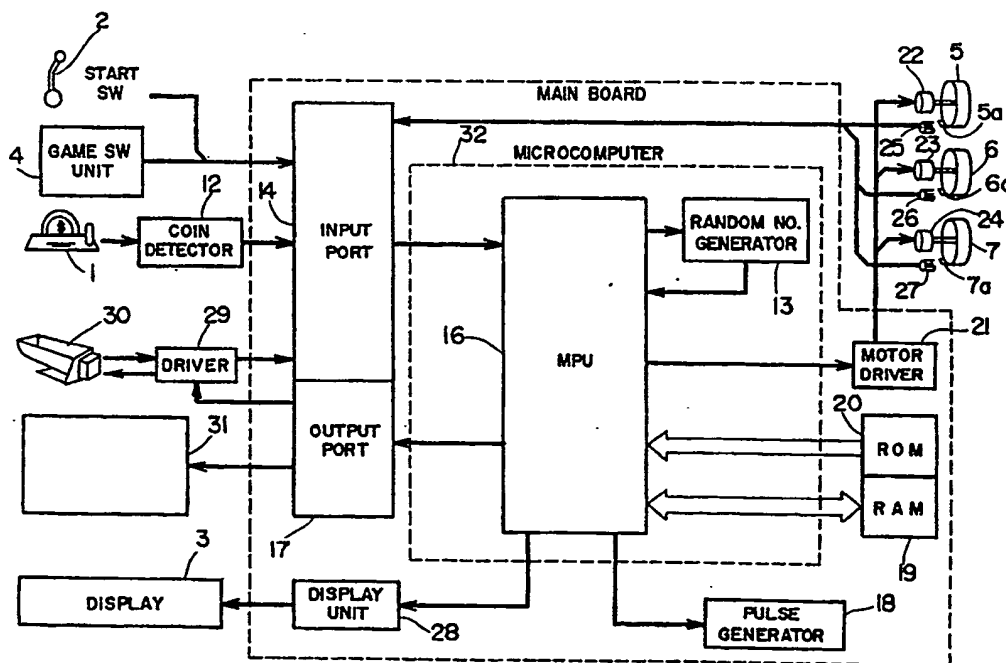 2
START
SW
4
GAME SW
UNIT
12
COIN
DETECTOR
1
30
29
DRIVER
31
3
DISPLAY
MAIN BOARD
32
MICROCOMPUTER
14
INPUT
PORT
OUTPUT
PORT
17
16
MPU
RANDOM NO.
GENERATOR
13
DISPLAY
UNIT
28
PULSE
GENERATOR
18
22
5
5a
25
23
6
6a
26
24
7
7a
27
21
MOTOR
DRIVER
20
ROM
RAM
19